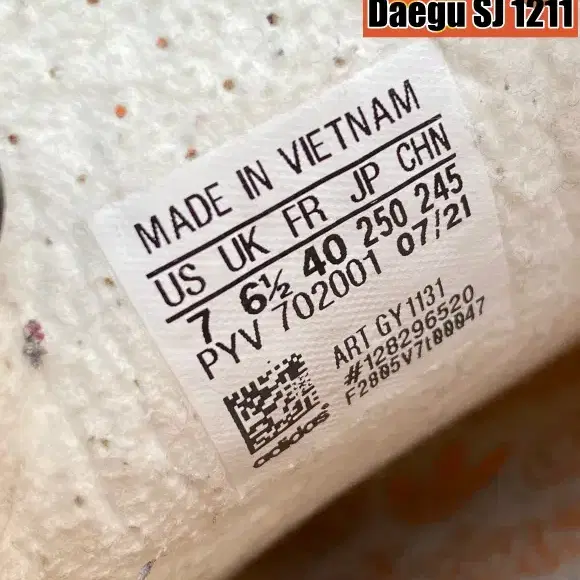 Daegu SJ 1211
MADE IN VIETNAM
US UK FR JP CHN
7 6½ 40 250 245
PYV 702001 07/21
ART GY1131
#128296520
F2805V7t00047
adidas